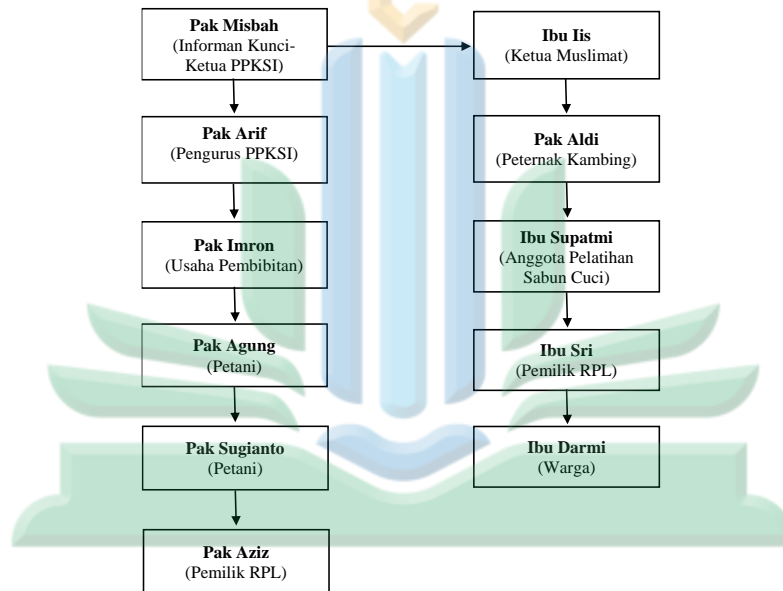 Pak Misbah
(Informan Kunci-
Ketua PPKSI)
Ibu Iis
(Ketua Muslimat)
Pak Arif
(Pengurus PPKSI)
Pak Aldi
(Peternak Kambing)
Pak Imron
(Usaha Pembibitan)
Ibu Supatmi
(Anggota Pelatihan
Sabun Cuci)
Pak Agung
(Petani)
Ibu Sri
(Pemilik RPL)
Pak Sugianto
(Petani)
Ibu Darmi
(Warga)
Pak Aziz
(Pemilik RPL)